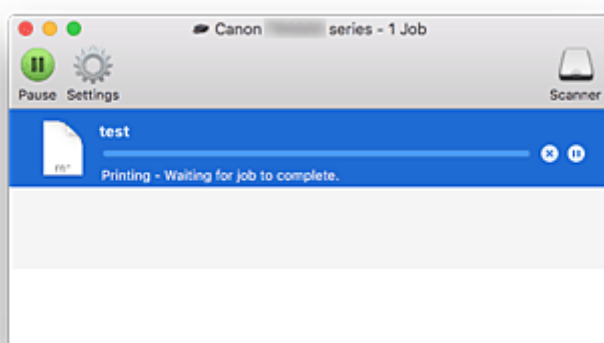 Canon series - 1 Job
Pause Settings
Scanner
test
Printing - Waiting for job to complete.